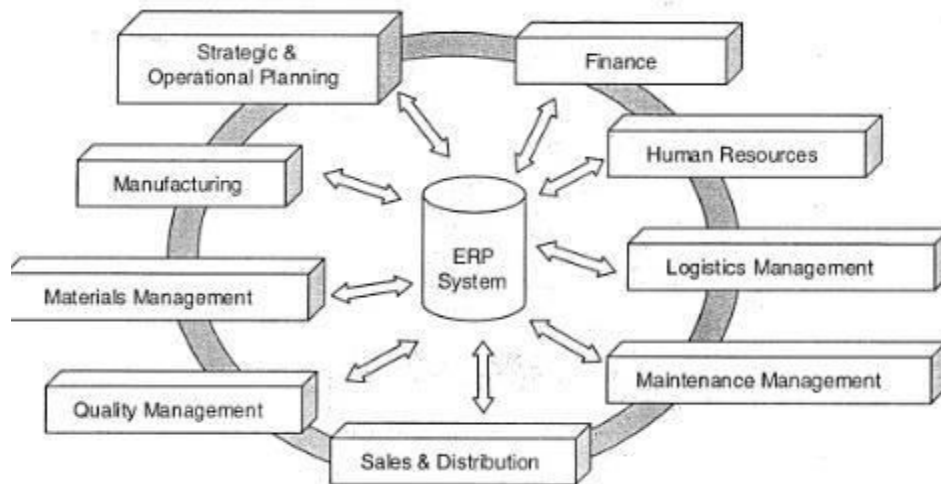 Strategic &
Operational Planning
Finance
Manufacturing
Human Resources
ERP
System
Materials Management
Logistics Management
Quality Management
Maintenance Management
Sales & Distribution